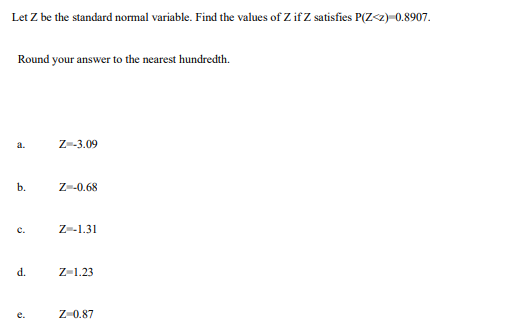 Let Z be the standard normal variable. Find the values of Z if Z satisfies P(Z<z)=0.8907.
Round your answer to the nearest hundredth.
a. Z=-3.09
b. Z=-0.68
c. Z=-1.31
d. Z=1.23
e. Z=0.87